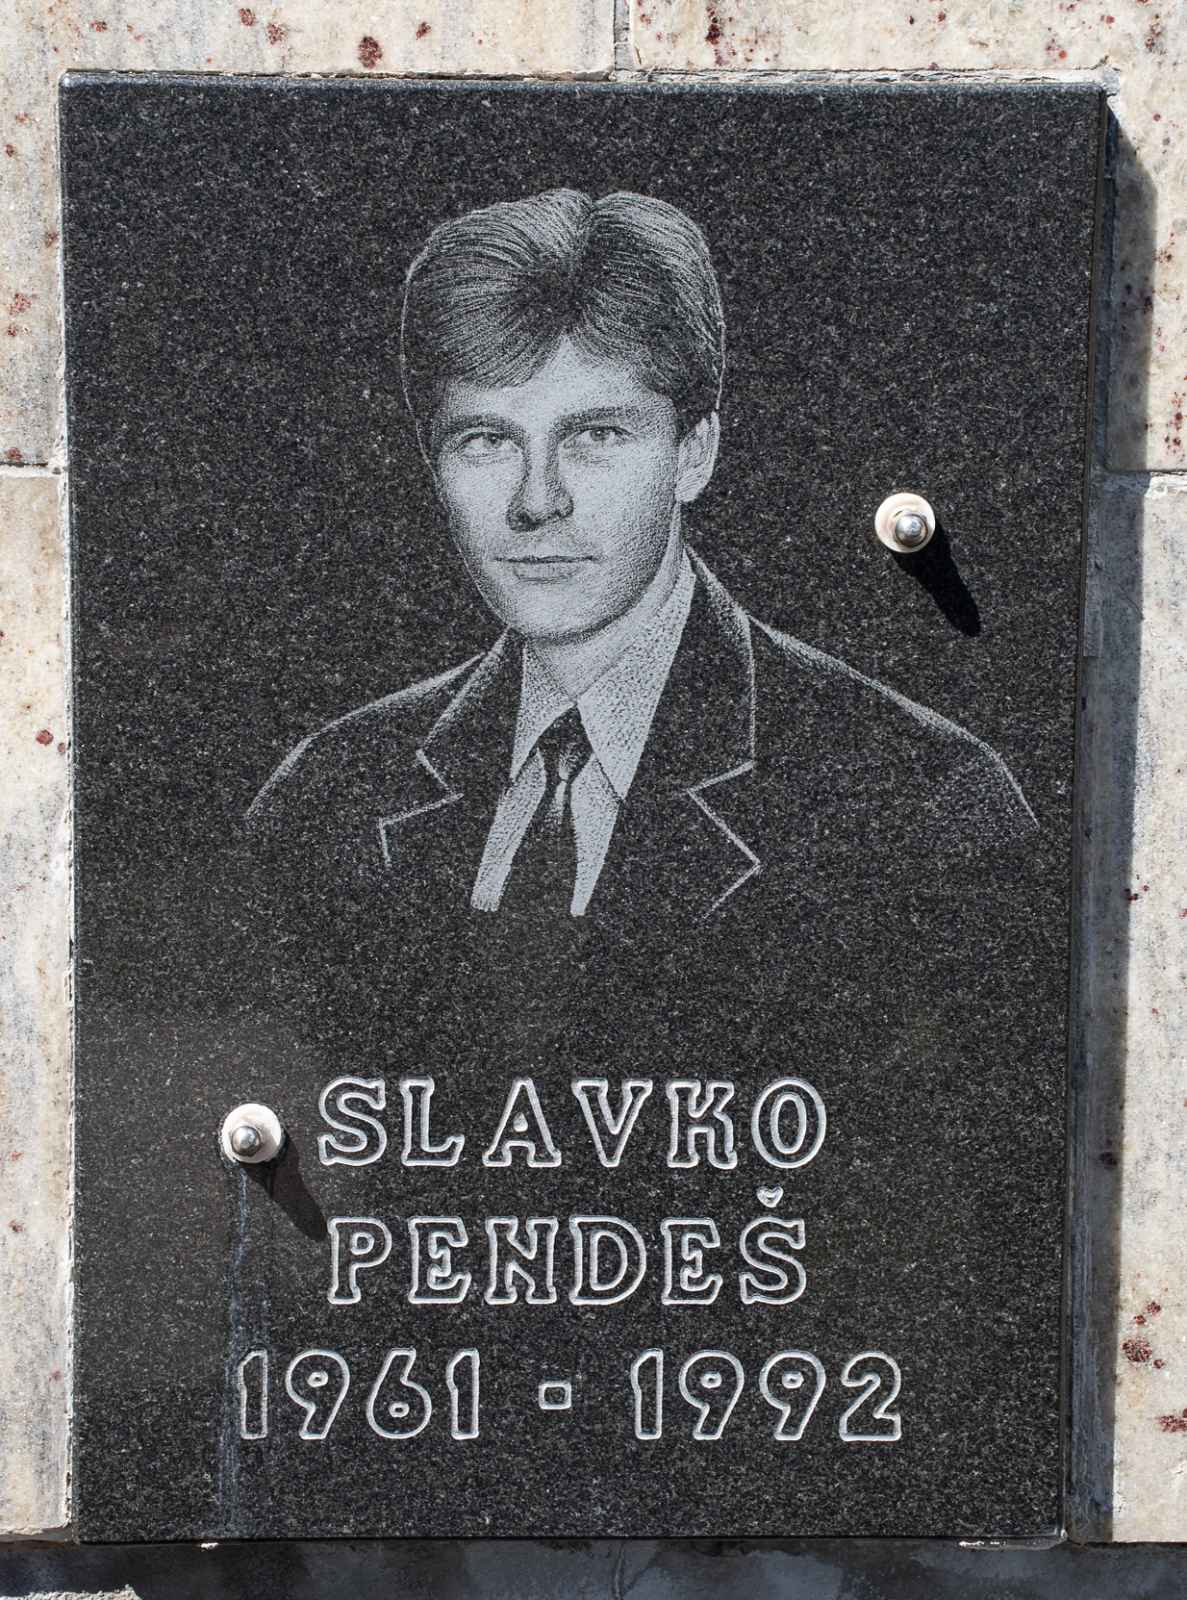 SLAVKO
PENDEŠ
1961 - 1992